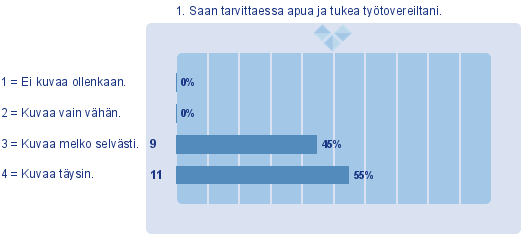 1. Saan tarvittaessa apua ja tukea työtovereiltani.
1 = Ei kuvaa ollenkaan. 0%
2 = Kuvaa vain vähän. 0%
3 = Kuvaa melko selvästi. 9 45%
4 = Kuvaa täysin. 11 55%